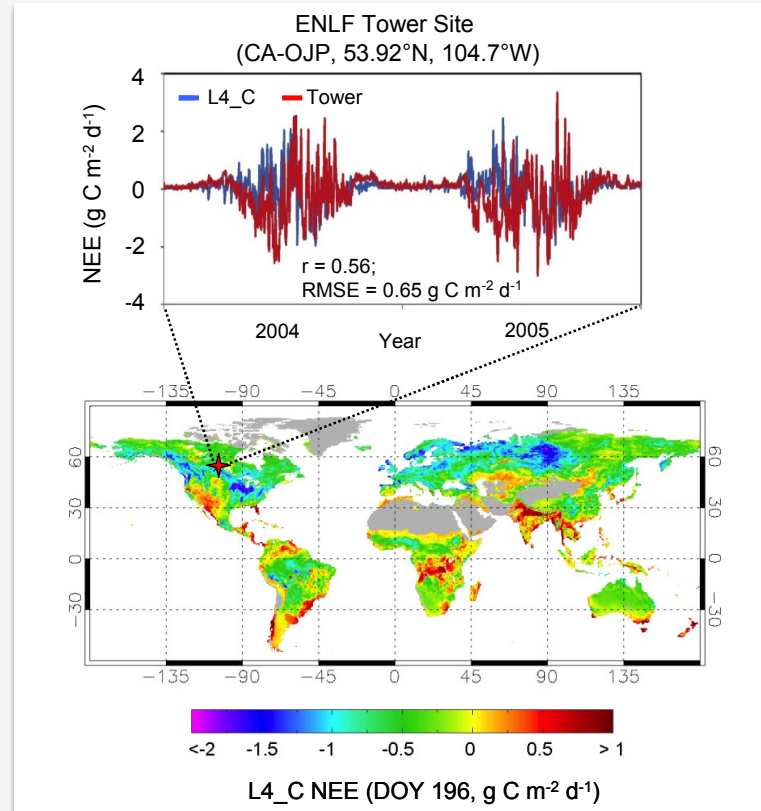 ENLF Tower Site
(CA-OJP, 53.92°N, 104.7°W)
L4_C Tower
4
2
0
-2
-4
NEE (g C m⁻² d⁻¹)
r = 0.56;
RMSE = 0.65 g C m⁻² d⁻¹
2004 2005
Year
−135 −90 −45 0 45 90 135
60 60
30 30
0 0
−30 −30
−135 −90 −45 0 45 90 135
<-2 -1.5 -1 -0.5 0 0.5 > 1
L4_C NEE (DOY 196, g C m⁻² d⁻¹)